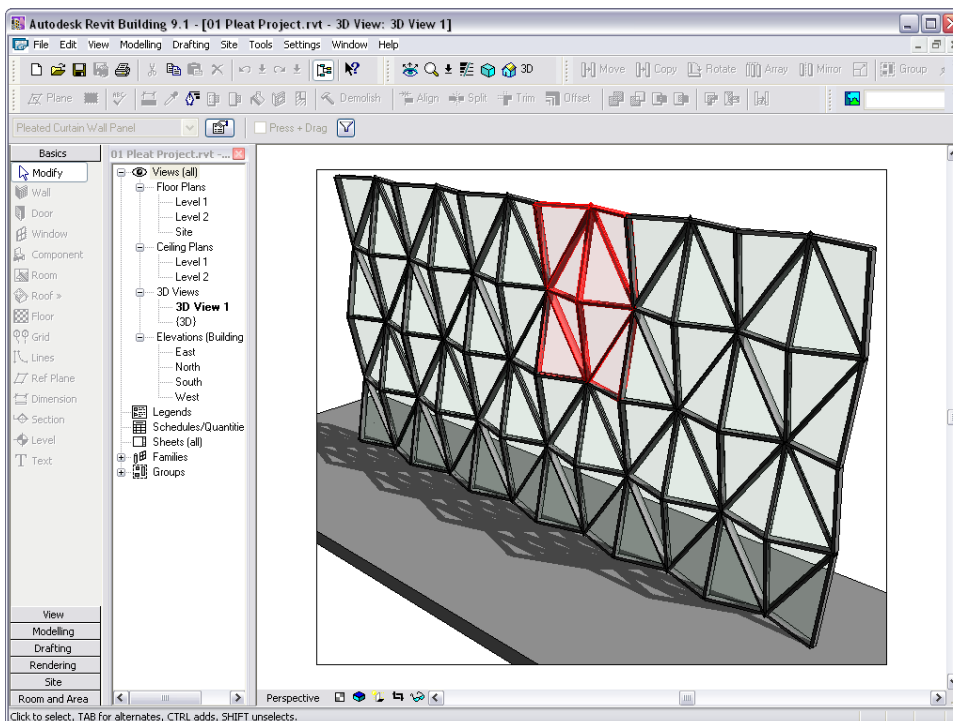 Autodesk Revit Building 9.1 - [01 Pleat Project.rvt - 3D View: 3D View 1]
File Edit View Modelling Drafting Site Tools Settings Window Help
3D Move Copy Rotate Array Mirror Group
Plane Demolish Align Split Trim Offset
Pleated Curtain Wall Panel Press + Drag
Basics
Modify
Wall
Door
Window
Component
Room
Roof »
Floor
Grid
Lines
Ref Plane
Dimension
Section
Level
Text
View
Modelling
Drafting
Rendering
Site
Room and Area
01 Pleat Project.rvt -...
Views (all)
Floor Plans
Level 1
Level 2
Site
Ceiling Plans
Level 1
Level 2
3D Views
3D View 1
{3D}
Elevations (Building
East
North
South
West
Legends
Schedules/Quantitie
Sheets (all)
Families
Groups
Perspective
Click to select, TAB for alternates, CTRL adds, SHIFT unselects.